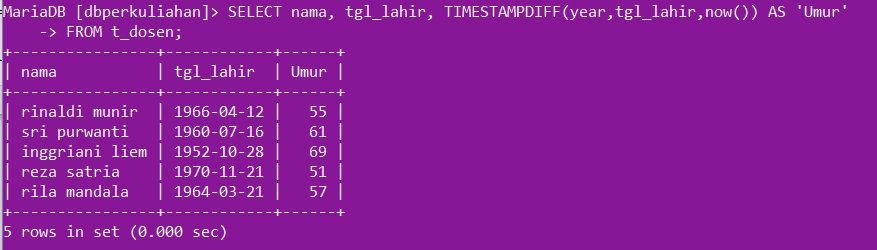 MariaDB [dbperkuliahan]> SELECT nama, tgl_lahir, TIMESTAMPDIFF(year,tgl_lahir,now()) AS 'Umur'
    -> FROM t_dosen;
+---------------+------------+------+
| nama          | tgl_lahir  | Umur |
+---------------+------------+------+
| rinaldi munir  | 1966-04-12 |   55 |
| sri purwanti  | 1960-07-16 |   61 |
| inggriani liem | 1952-10-28 |   69 |
| reza satria   | 1970-11-21 |   51 |
| rila mandala  | 1964-03-21 |   57 |
+---------------+------------+------+
5 rows in set (0.000 sec)